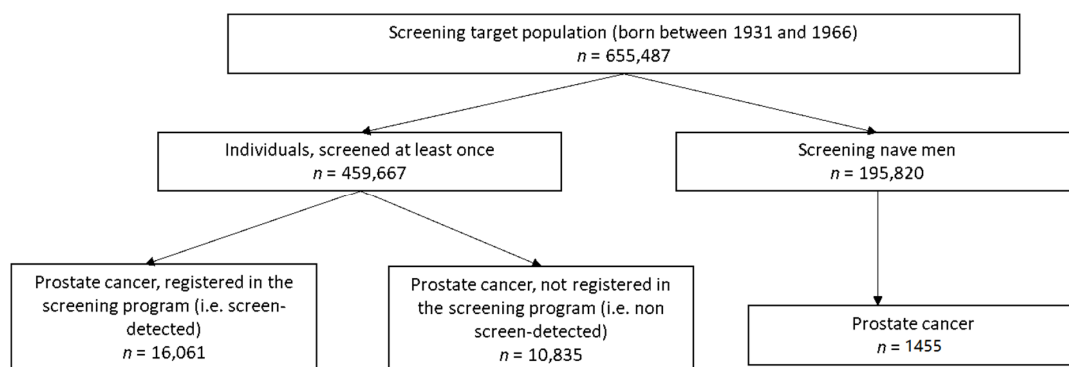 Screening target population (born between 1931 and 1966)
n = 655,487
Individuals, screened at least once
n = 459,667
Screening nave men
n = 195,820
Prostate cancer, registered in the
screening program (i.e. screen-
detected)
n = 16,061
Prostate cancer, not registered in
the screening program (i.e. non
screen-detected)
n = 10,835
Prostate cancer
n = 1455